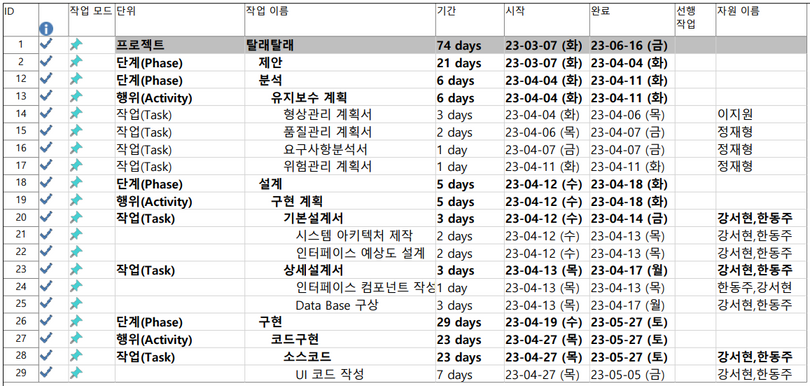 ID 작업 모드 단위 작업 이름 기간 시작 완료 선행 작업 자원 이름
1 프로젝트 탈래탈래 74 days 23-03-07 (화) 23-06-16 (금)
2 단계(Phase) 제안 21 days 23-03-07 (화) 23-04-04 (화)
12 단계(Phase) 분석 6 days 23-04-04 (화) 23-04-11 (화)
13 행위(Activity) 유지보수 계획 6 days 23-04-04 (화) 23-04-11 (화)
14 작업(Task) 형상관리 계획서 3 days 23-04-04 (화) 23-04-06 (목) 이지원
15 작업(Task) 품질관리 계획서 2 days 23-04-06 (목) 23-04-07 (금) 정재형
16 작업(Task) 요구사항분석서 1 day 23-04-07 (금) 23-04-07 (금) 정재형
17 작업(Task) 위험관리 계획서 1 day 23-04-11 (화) 23-04-11 (화) 정재형
18 단계(Phase) 설계 5 days 23-04-12 (수) 23-04-18 (화)
19 행위(Activity) 구현 계획 5 days 23-04-12 (수) 23-04-18 (화)
20 작업(Task) 기본설계서 3 days 23-04-12 (수) 23-04-14 (금) 강서현,한동주
21 시스템 아키텍처 제작 2 days 23-04-12 (수) 23-04-13 (목) 강서현,한동주
22 인터페이스 예상도 설계 2 days 23-04-12 (수) 23-04-13 (목) 강서현,한동주
23 작업(Task) 상세설계서 3 days 23-04-13 (목) 23-04-17 (월) 강서현,한동주
24 인터페이스 컴포넌트 작성 1 day 23-04-13 (목) 23-04-13 (목) 한동주,강서현
25 Data Base 구상 3 days 23-04-13 (목) 23-04-17 (월) 강서현,한동주
26 단계(Phase) 구현 29 days 23-04-19 (수) 23-05-27 (토)
27 행위(Activity) 코드구현 23 days 23-04-27 (목) 23-05-27 (토)
28 작업(Task) 소스코드 23 days 23-04-27 (목) 23-05-27 (토) 강서현,한동주
29 UI 코드 작성 7 days 23-04-27 (목) 23-05-05 (금) 강서현,한동주